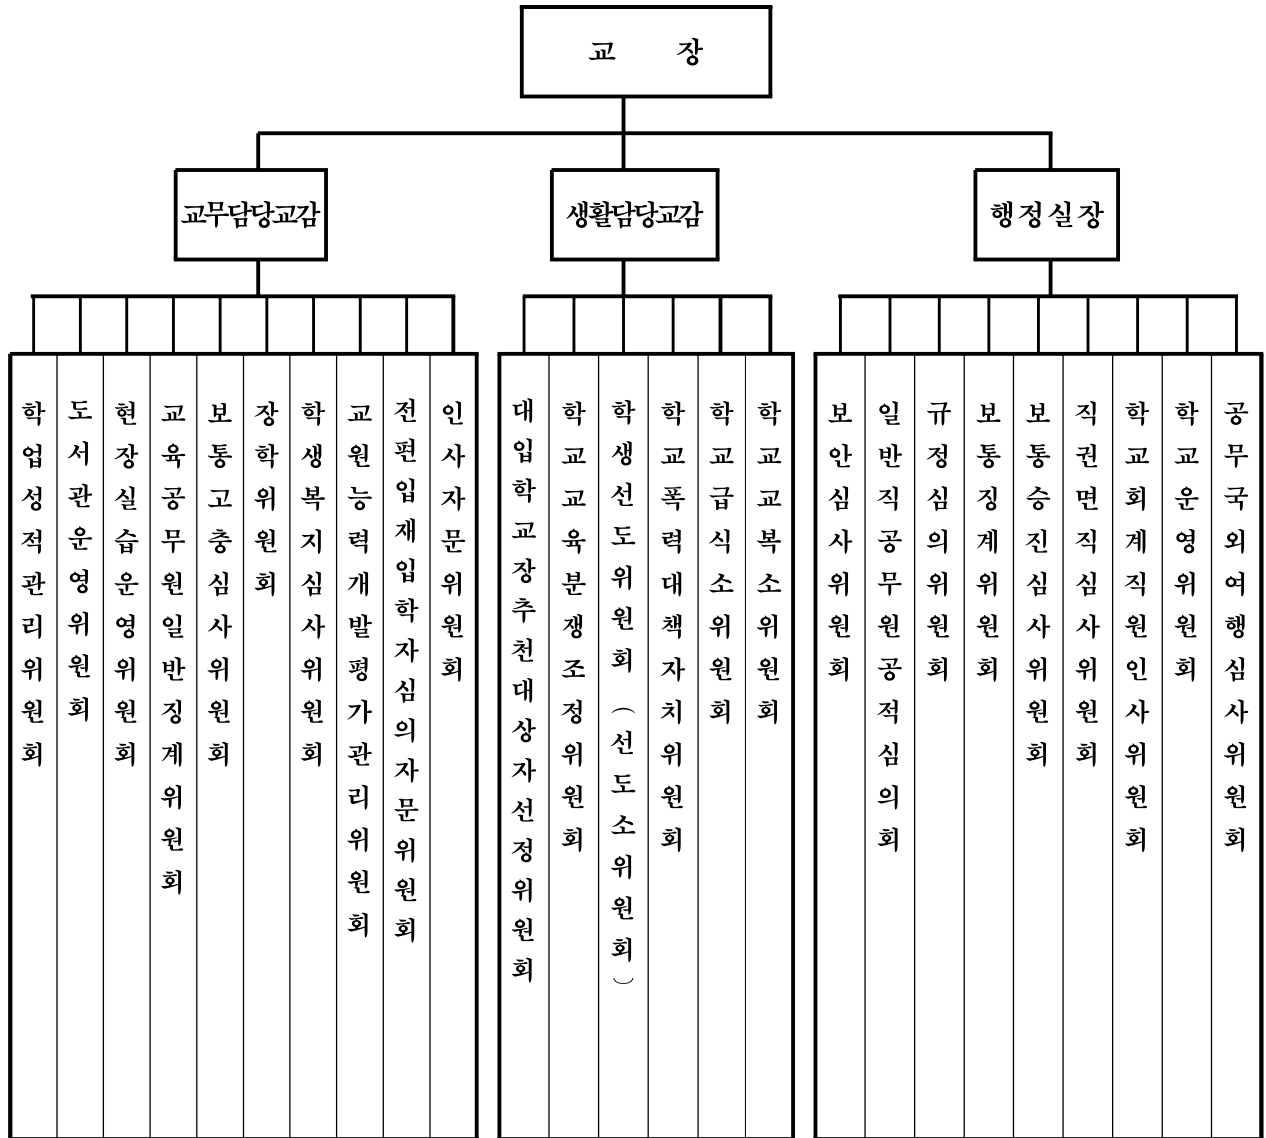 교 장
교무담당교감
생활담당교감
행정실장
학업성적관리위원회
도서관운영위원회
현장실습운영위원회
교육공무원일반징계위원회
보통고충심사위원회
장학위원회
학생복지심사위원회
교원능력개발평가관리위원회
전편입재입학자심의자문위원회
인사자문위원회
대입학교장추천대상자선정위원회
학교교육분쟁조정위원회
학생선도위원회(선도소위원회)
학교폭력대책자치위원회
학교급식소위원회
학교교복소위원회
보안심사위원회
일반직공무원공적심의회
규정심의위원회
보통징계위원회
보통승진심사위원회
직권면직심사위원회
학교회계직원인사위원회
학교운영위원회
공무국외여행심사위원회